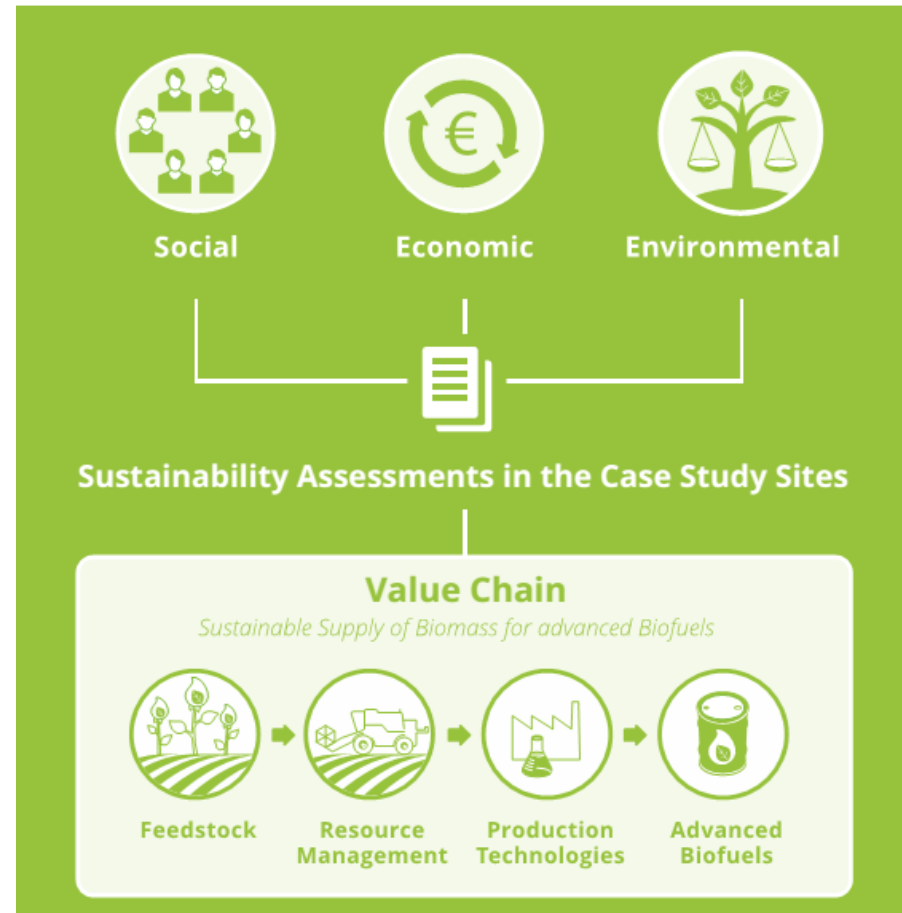 €
Social
Economic
Environmental
Sustainability Assessments in the Case Study Sites
Value Chain
Sustainable Supply of Biomass for advanced Biofuels
Feedstock
Resource
Management
Production
Technologies
Advanced
Biofuels